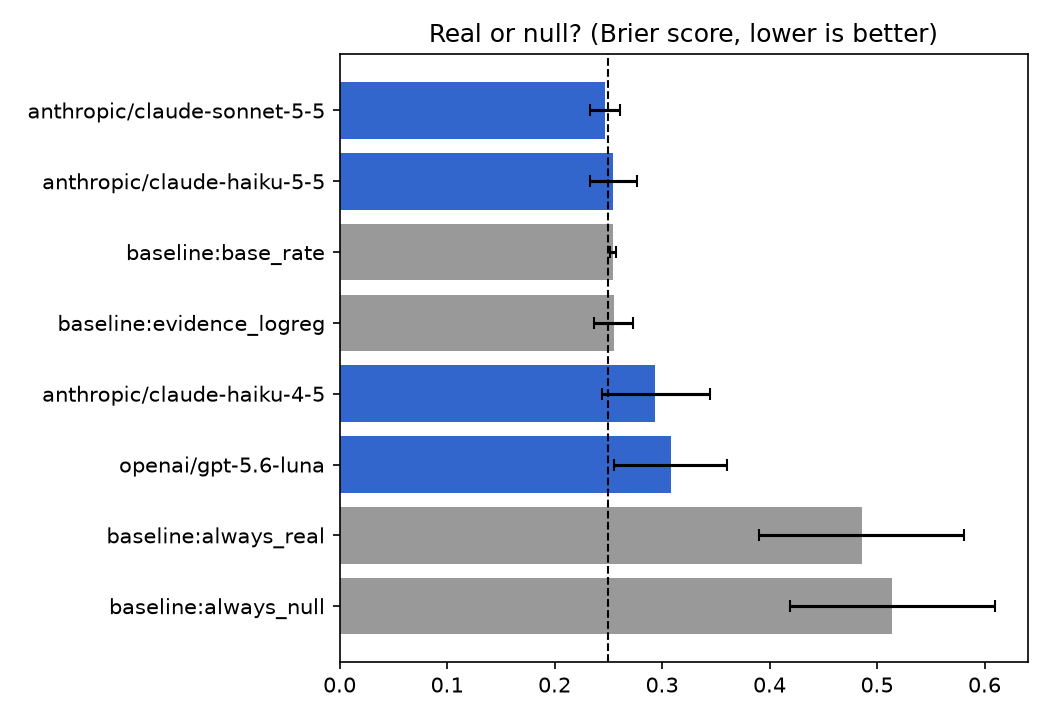 Real or null? (Brier score, lower is better)
anthropic/claude-sonnet-5-5
anthropic/claude-haiku-5-5
baseline:base_rate
baseline:evidence_logreg
anthropic/claude-haiku-4-5
openai/gpt-5.6-luna
baseline:always_real
baseline:always_null
0.0 0.1 0.2 0.3 0.4 0.5 0.6